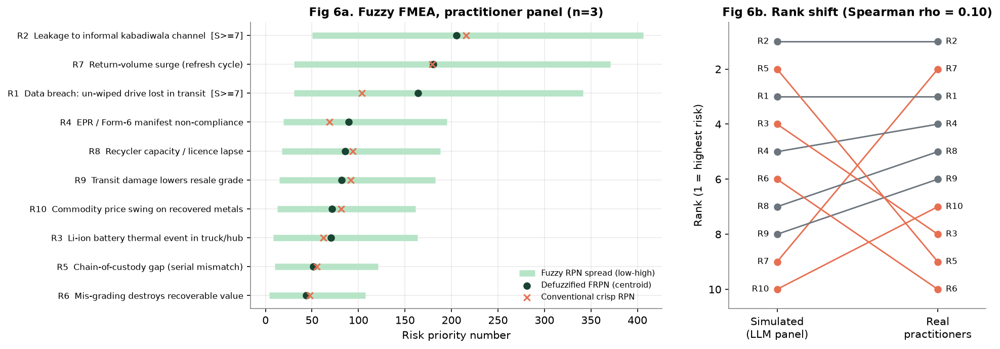 Fig 6a. Fuzzy FMEA, practitioner panel (n=3)
R2 Leakage to informal kabadiwala channel [S>=7]
R7 Return-volume surge (refresh cycle)
R1 Data breach: un-wiped drive lost in transit [S>=7]
R4 EPR / Form-6 manifest non-compliance
R8 Recycler capacity / licence lapse
R9 Transit damage lowers resale grade
R10 Commodity price swing on recovered metals
R3 Li-ion battery thermal event in truck/hub
R5 Chain-of-custody gap (serial mismatch)
R6 Mis-grading destroys recoverable value
Fuzzy RPN spread (low-high)
Defuzzified FRPN (centroid)
Conventional crisp RPN
0 50 100 150 200 250 300 350 400
Risk priority number
Fig 6b. Rank shift (Spearman rho = 0.10)
Rank (1 = highest risk)
2
4
6
8
10
R2
R5
R1
R3
R4
R6
R8
R9
R7
R10
R2
R7
R1
R4
R8
R9
R10
R3
R5
R6
Simulated
(LLM panel)
Real
practitioners